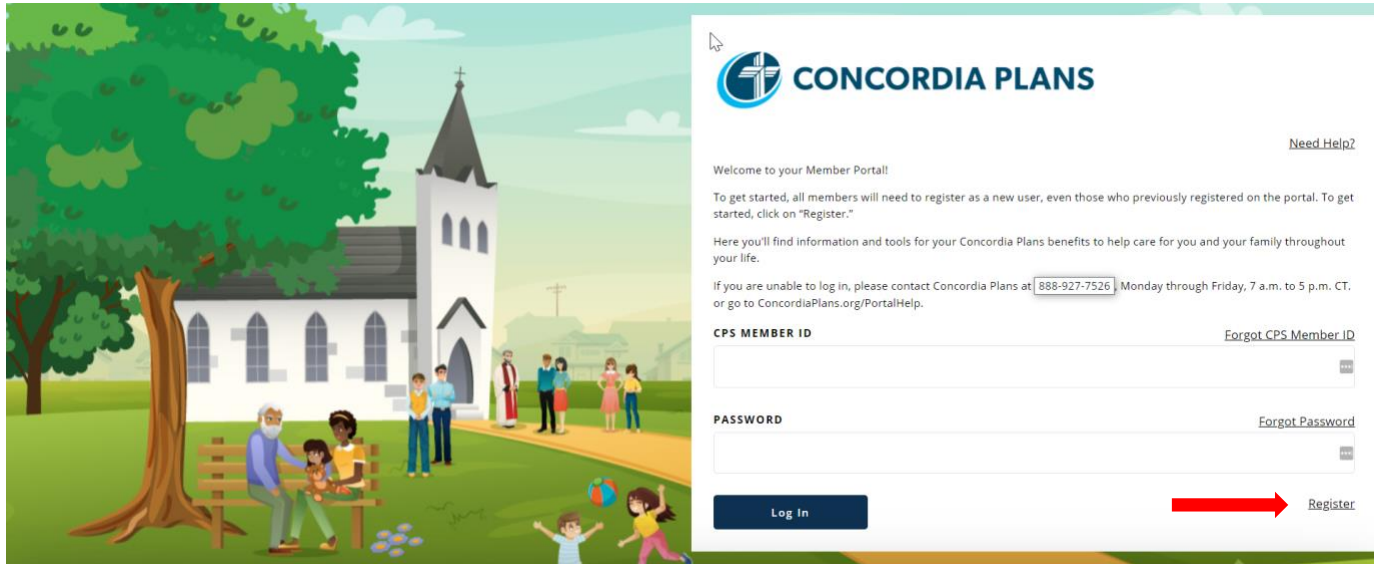 CONCORDIA PLANS
Need Help?
Welcome to your Member Portal!
To get started, all members will need to register as a new user, even those who previously registered on the portal. To get
started, click on "Register."
Here you'll find information and tools for your Concordia Plans benefits to help care for you and your family throughout
your life.
If you are unable to log in, please contact Concordia Plans at 888-927-7526, Monday through Friday, 7 a.m. to 5 p.m. CT.
or go to ConcordiaPlans.org/PortalHelp.
CPS MEMBER ID Forgot CPS Member ID
PASSWORD Forgot Password
Log In Register